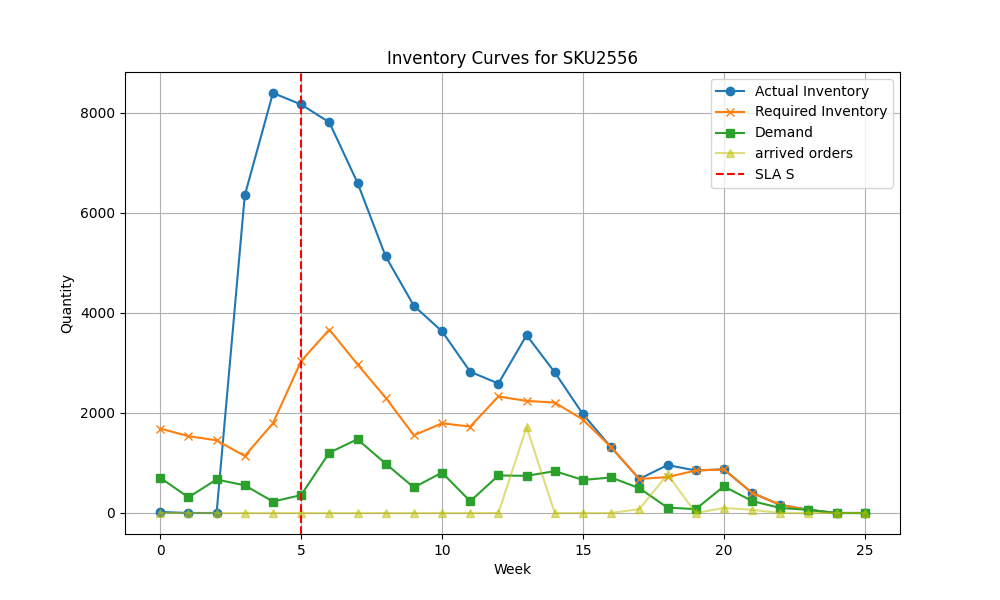 Inventory Curves for SKU2556
Actual Inventory
Required Inventory
Demand
arrived orders
SLA S
8000
6000
4000
2000
0
Quantity
0 5 10 15 20 25
Week